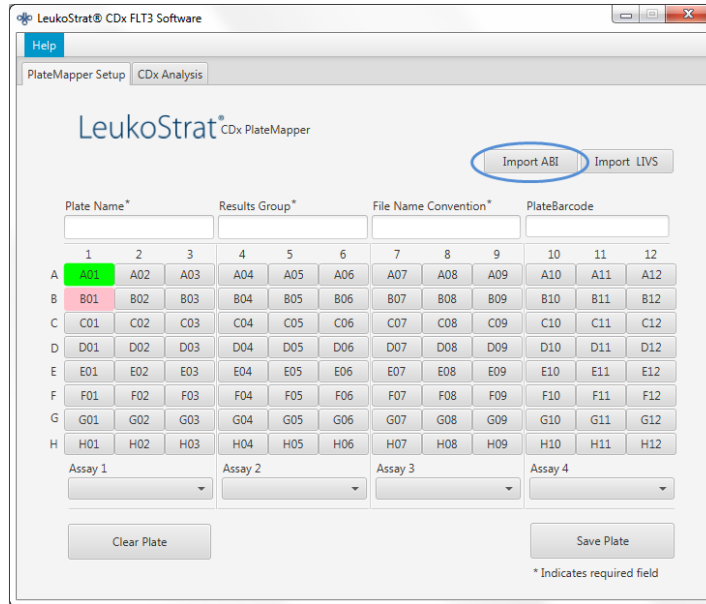 LeukoStrat® CDx FLT3 Software
Help
PlateMapper Setup CDx Analysis
LeukoStrat® CDx PlateMapper
Import ABI Import LIVS
Plate Name* Results Group* File Name Convention* PlateBarcode
1 2 3 4 5 6 7 8 9 10 11 12
A A01 A02 A03 A04 A05 A06 A07 A08 A09 A10 A11 A12
B B01 B02 B03 B04 B05 B06 B07 B08 B09 B10 B11 B12
C C01 C02 C03 C04 C05 C06 C07 C08 C09 C10 C11 C12
D D01 D02 D03 D04 D05 D06 D07 D08 D09 D10 D11 D12
E E01 E02 E03 E04 E05 E06 E07 E08 E09 E10 E11 E12
F F01 F02 F03 F04 F05 F06 F07 F08 F09 F10 F11 F12
G G01 G02 G03 G04 G05 G06 G07 G08 G09 G10 G11 G12
H H01 H02 H03 H04 H05 H06 H07 H08 H09 H10 H11 H12
Assay 1 Assay 2 Assay 3 Assay 4
Clear Plate Save Plate
* Indicates required field